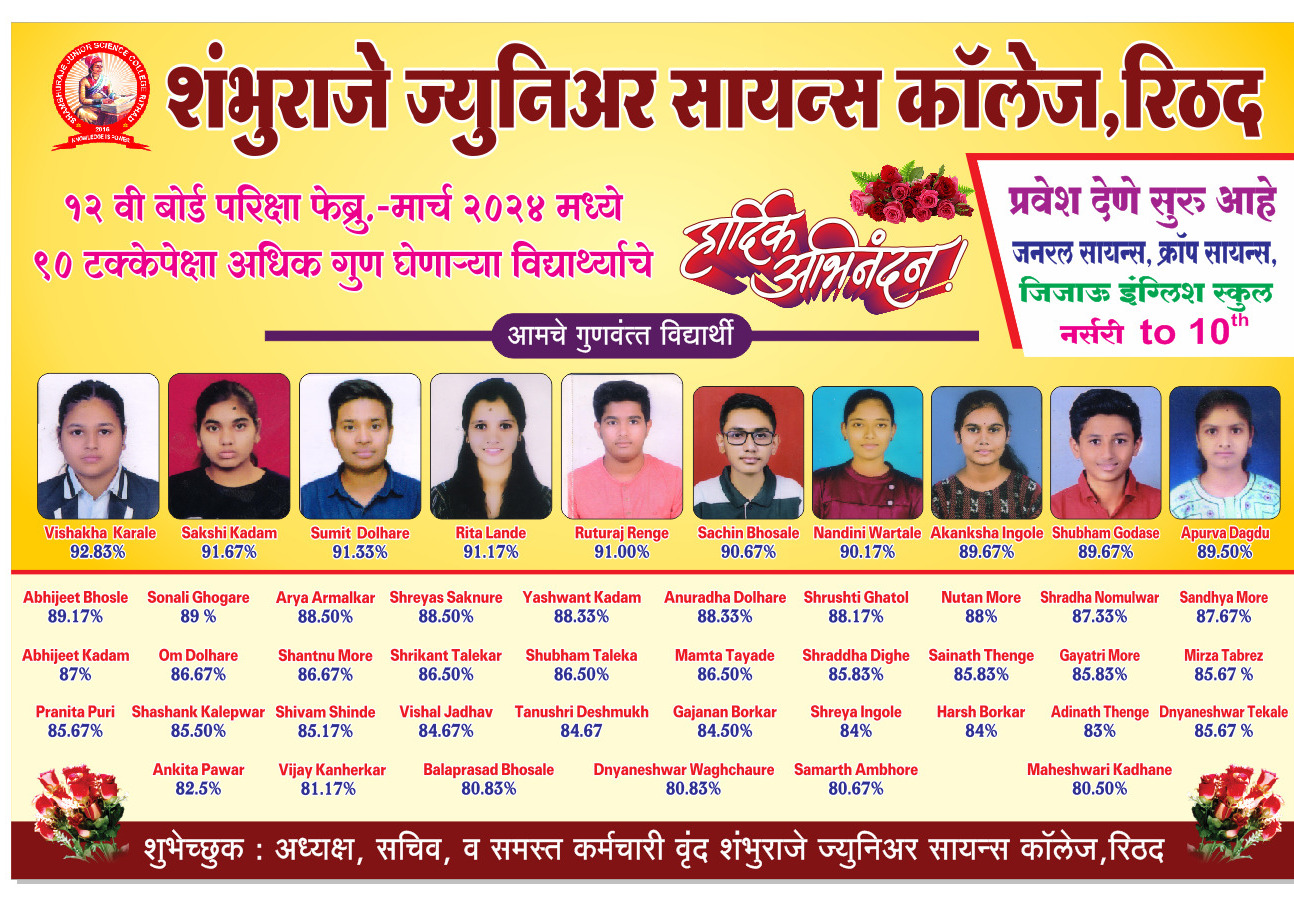 SHAMBHURAJE JUNIOR SCIENCE COLLEGE RITHAD
2016
KNOWLEDGE IS POWER
शंभुराजे ज्युनिअर सायन्स कॉलेज,रिठद
१२ वी बोर्ड परिक्षा फेब्रु.-मार्च २०२४ मध्ये
९० टक्केपेक्षा अधिक गुण घेणाऱ्या विद्यार्थ्याचे
हार्दिक
अभिनंदन!
प्रवेश देणे सुरु आहे
जनरल सायन्स, क्रॉप सायन्स,
जिजाऊ इंग्लिश स्कुल
नर्सरी to 10th
आमचे गुणवंत्त विद्यार्थी
Vishakha Karale Sakshi Kadam Sumit Dolhare Rita Lande Ruturaj Renge Sachin Bhosale Nandini Wartale Akanksha Ingole Shubham Godase Apurva Dagdu
92.83% 91.67% 91.33% 91.17% 91.00% 90.67% 90.17% 89.67% 89.67% 89.50%
Abhijeet Bhosle Sonali Ghogare Arya Armalkar Shreyas Saknure Yashwant Kadam Anuradha Dolhare Shrushti Ghatol Nutan More Shradha Nomulwar Sandhya More
89.17% 89 % 88.50% 88.50% 88.33% 88.33% 88.17% 88% 87.33% 87.67%
Abhijeet Kadam Om Dolhare Shantnu More Shrikant Talekar Shubham Taleka Mamta Tayade Shraddha Dighe Sainath Thenge Gayatri More Mirza Tabrez
87% 86.67% 86.67% 86.50% 86.50% 86.50% 85.83% 85.83% 85.83% 85.67 %
Pranita Puri Shashank Kalepwar Shivam Shinde Vishal Jadhav Tanushri Deshmukh Gajanan Borkar Shreya Ingole Harsh Borkar Adinath Thenge Dnyaneshwar Tekale
85.67% 85.50% 85.17% 84.67% 84.67 84.50% 84% 84% 83% 85.67 %
Ankita Pawar Vijay Kanherkar Balaprasad Bhosale Dnyaneshwar Waghchaure Samarth Ambhore Maheshwari Kadhane
82.5% 81.17% 80.83% 80.83% 80.67% 80.50%
शुभेच्छुक : अध्यक्ष, सचिव, व समस्त कर्मचारी वृंद शंभुराजे ज्युनिअर सायन्स कॉलेज,रिठद